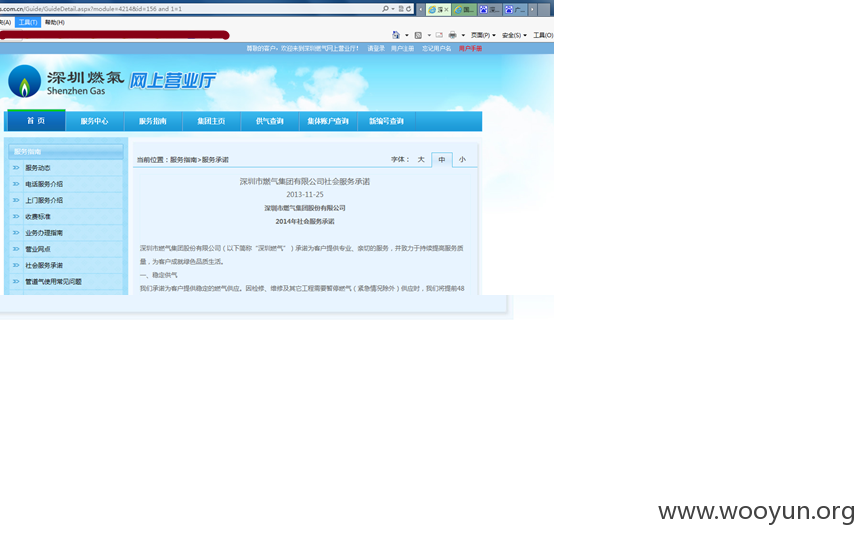 s.com.cn/Guide/GuideDetail.aspx?module=4214&id=156 and 1=1
工具(T) 帮助(H)
页面(P) 安全(S) 工具(O)
尊敬的客户，欢迎来到深圳燃气网上营业厅！ 请登录 用户注册 忘记用户名 用户手册
深圳燃氣 网上营业厅
Shenzhen Gas
首 页 服务中心 服务指南 集团主页 供气查询 集体账户查询 新编号查询
服务指南
服务动态
电话服务介绍
上门服务介绍
收费标准
业务办理指南
营业网点
社会服务承诺
管道气使用常见问题
当前位置：服务指南>服务承诺 字体： 大 中 小
深圳市燃气集团有限公司社会服务承诺
2013-11-25
深圳市燃气集团股份有限公司
2014年社会服务承诺
深圳市燃气集团股份有限公司（以下简称“深圳燃气”）承诺为客户提供专业、亲切的服务，并致力于持续提高服务质
量，为客户成就绿色品质生活。
一、稳定供气
我们承诺为客户提供稳定的燃气供应。因检修、维修及其它工程需要暂停燃气（紧急情况除外）供应时，我们将提前48
www.wooyun.org